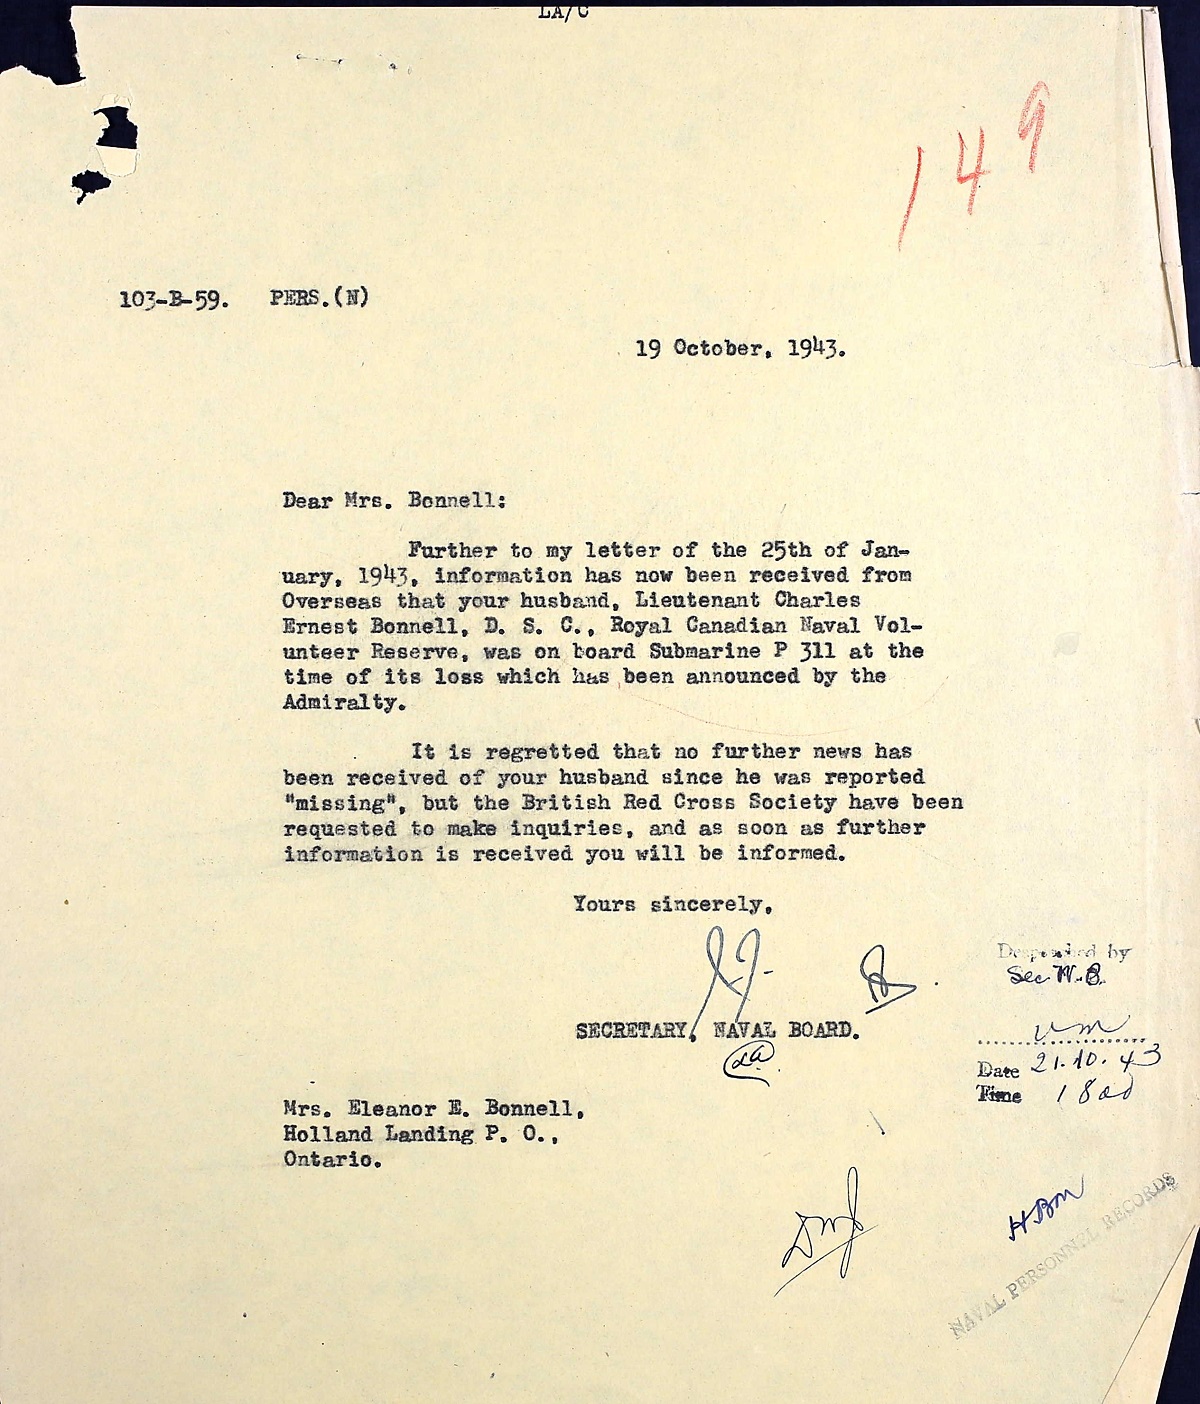 LA/C
149
103-B-59. PERS.(N)
19 October, 1943.
Dear Mrs. Bonnell:
Further to my letter of the 25th of Jan-
uary, 1943, information has now been received from
Overseas that your husband, Lieutenant Charles
Ernest Bonnell, D. S. C., Royal Canadian Naval Vol-
unteer Reserve, was on board Submarine P 311 at the
time of its loss which has been announced by the
Admiralty.
It is regretted that no further news has
been received of your husband since he was reported
"missing", but the British Red Cross Society have been
requested to make inquiries, and as soon as further
information is received you will be informed.
Yours sincerely,
SECRETARY, NAVAL BOARD.
Despatched by
Sec. N.B.
Date 21.10.43
Time 1800
Mrs. Eleanor E. Bonnell,
Holland Landing P. O.,
Ontario.
HBM
NAVAL PERSONNEL RECORDS